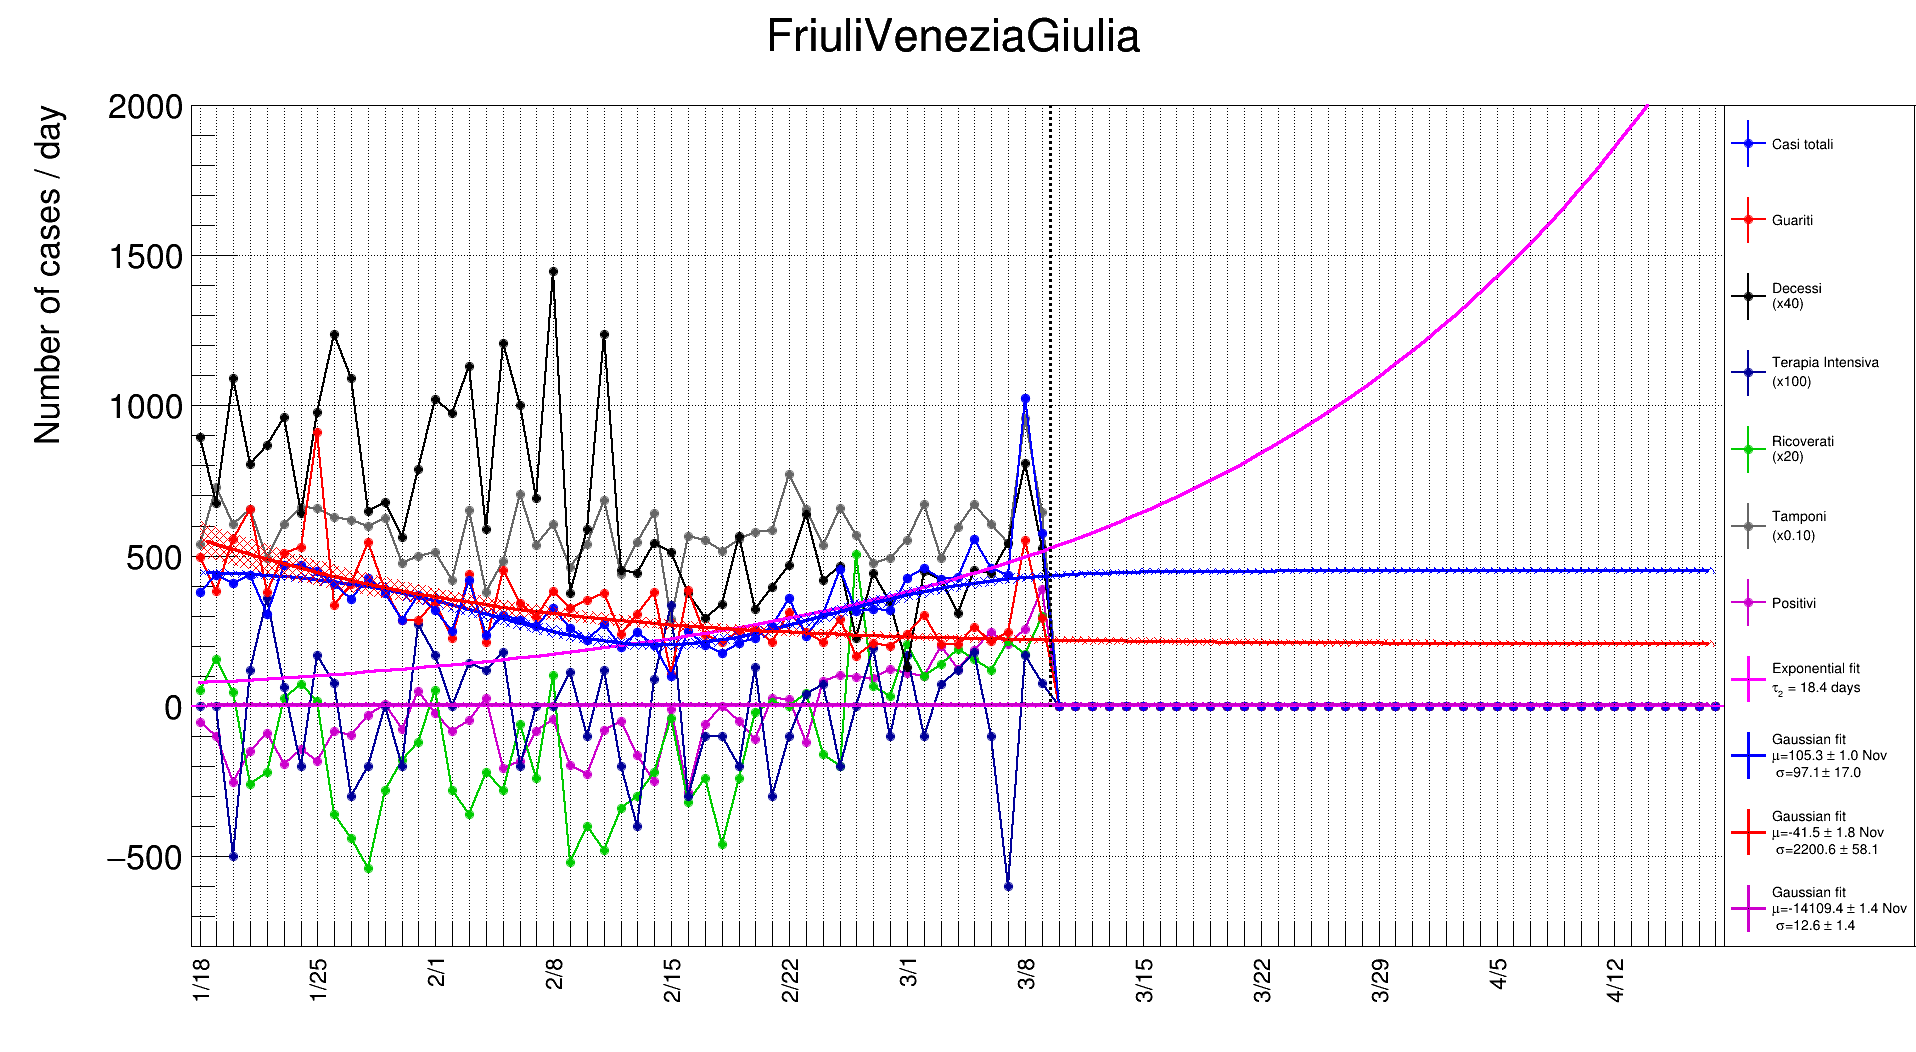 FriuliVeneziaGiulia
Number of cases / day
2000
1500
1000
500
0
−500
1/18
1/25
2/1
2/8
2/15
2/22
3/1
3/8
3/15
3/22
3/29
4/5
4/12
Casi totali
Guariti
Decessi
(x40)
Terapia Intensiva
(x100)
Ricoverati
(x20)
Tamponi
(x0.10)
Positivi
Exponential fit
τ₂ = 18.4 days
Gaussian fit
μ=105.3 ± 1.0 Nov
σ=97.1 ± 17.0
Gaussian fit
μ=-41.5 ± 1.8 Nov
σ=2200.6 ± 58.1
Gaussian fit
μ=-14109.4 ± 1.4 Nov
σ=12.6 ± 1.4